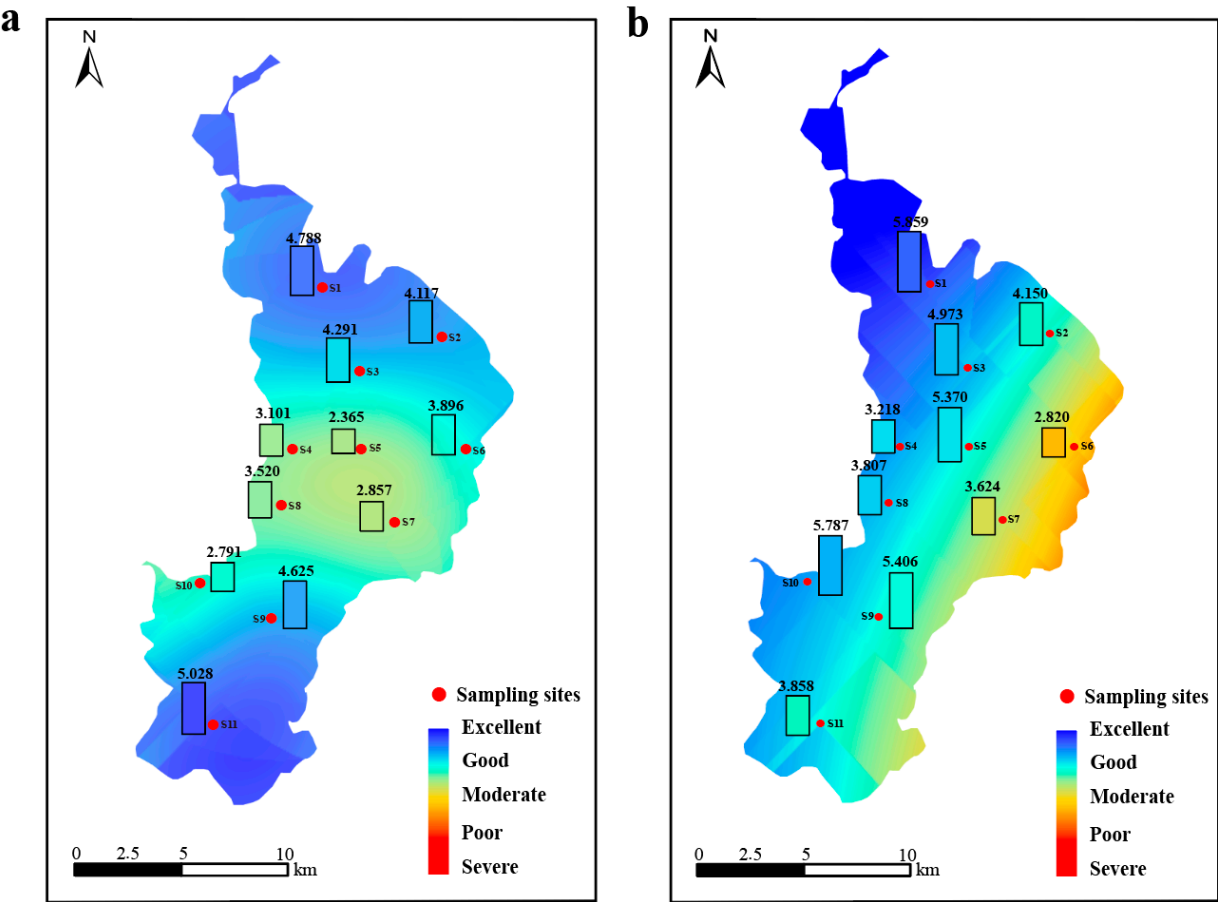 a
N
4.788
S1
4.117
S2
4.291
S3
3.101
S4
2.365
S5
3.896
S6
3.520
S8
2.857
S7
2.791
S10
4.625
S9
5.028
S11
Sampling sites
Excellent
Good
Moderate
Poor
Severe
0 2.5 5 10
km
b
N
5.859
S1
4.150
S2
4.973
S3
3.218
S4
5.370
S5
2.820
S6
3.807
S8
3.624
S7
5.787
S10
5.406
S9
3.858
S11
Sampling sites
Excellent
Good
Moderate
Poor
Severe
0 2.5 5 10
km